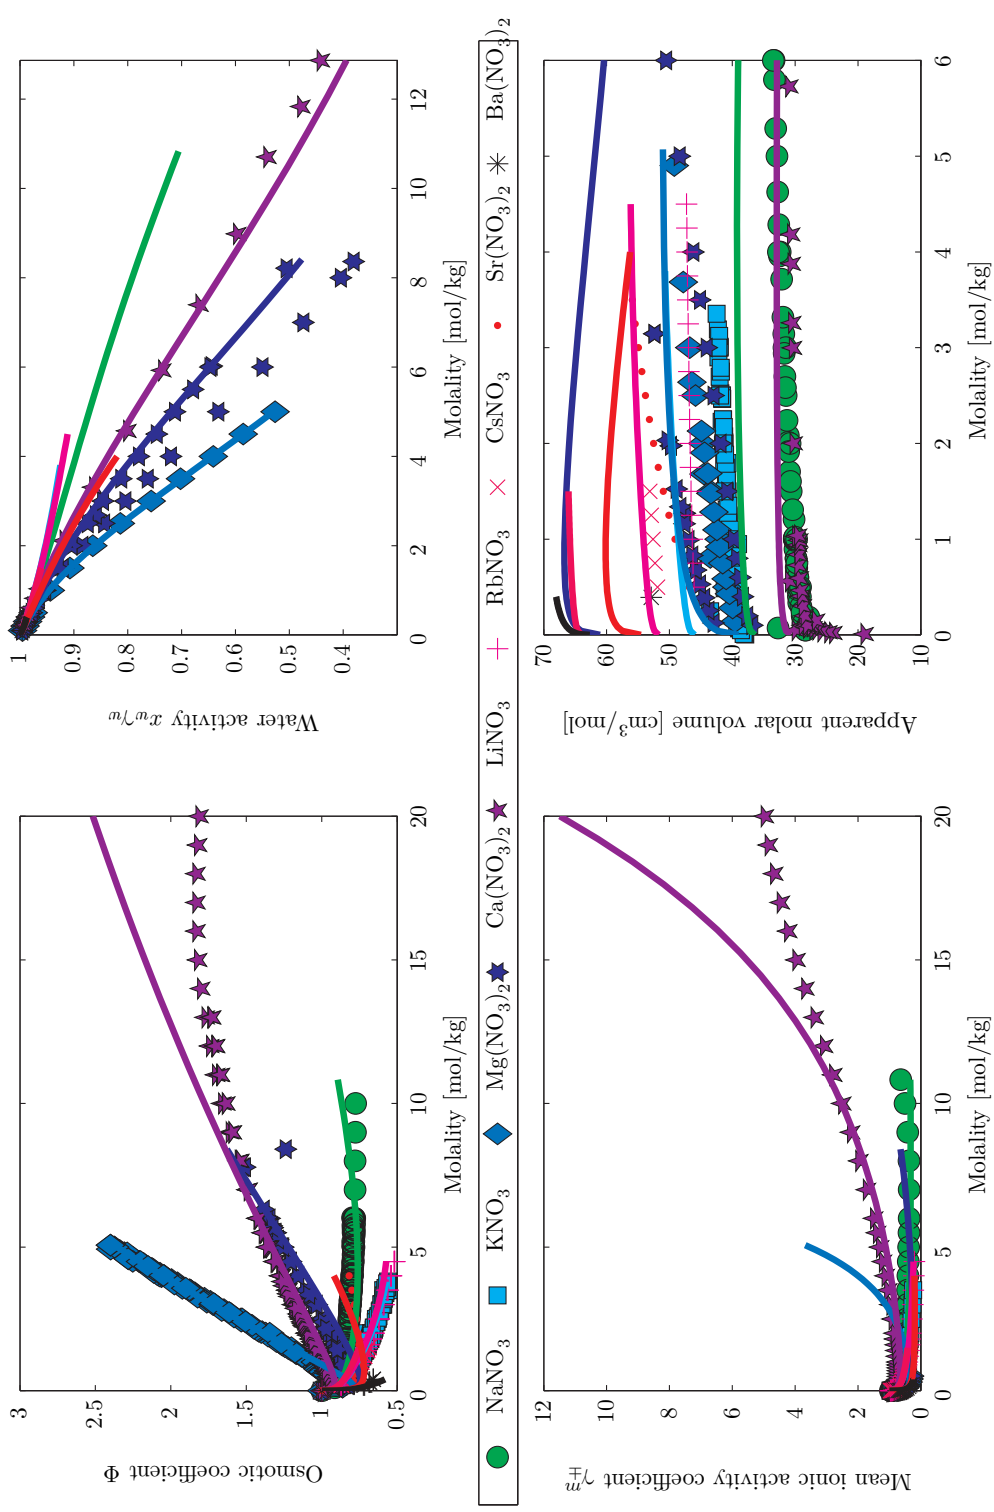 Osmotic coefficient Φ
3
2.5
2
1.5
1
0.5
0 5 10 15 20
Molality [mol/kg]
Water activity x_wγ_w
1
0.9
0.8
0.7
0.6
0.5
0.4
0 2 4 6 8 10 12
Molality [mol/kg]
NaNO₃ KNO₃ Mg(NO₃)₂ Ca(NO₃)₂ LiNO₃ RbNO₃ CsNO₃ Sr(NO₃)₂ Ba(NO₃)₂
Mean ionic activity coefficient γ_±^m
12
8
4
0
0 5 10 15 20
Molality [mol/kg]
Apparent molar volume [cm³/mol]
70
60
50
40
30
20
10
0 1 2 3 4 5 6
Molality [mol/kg]